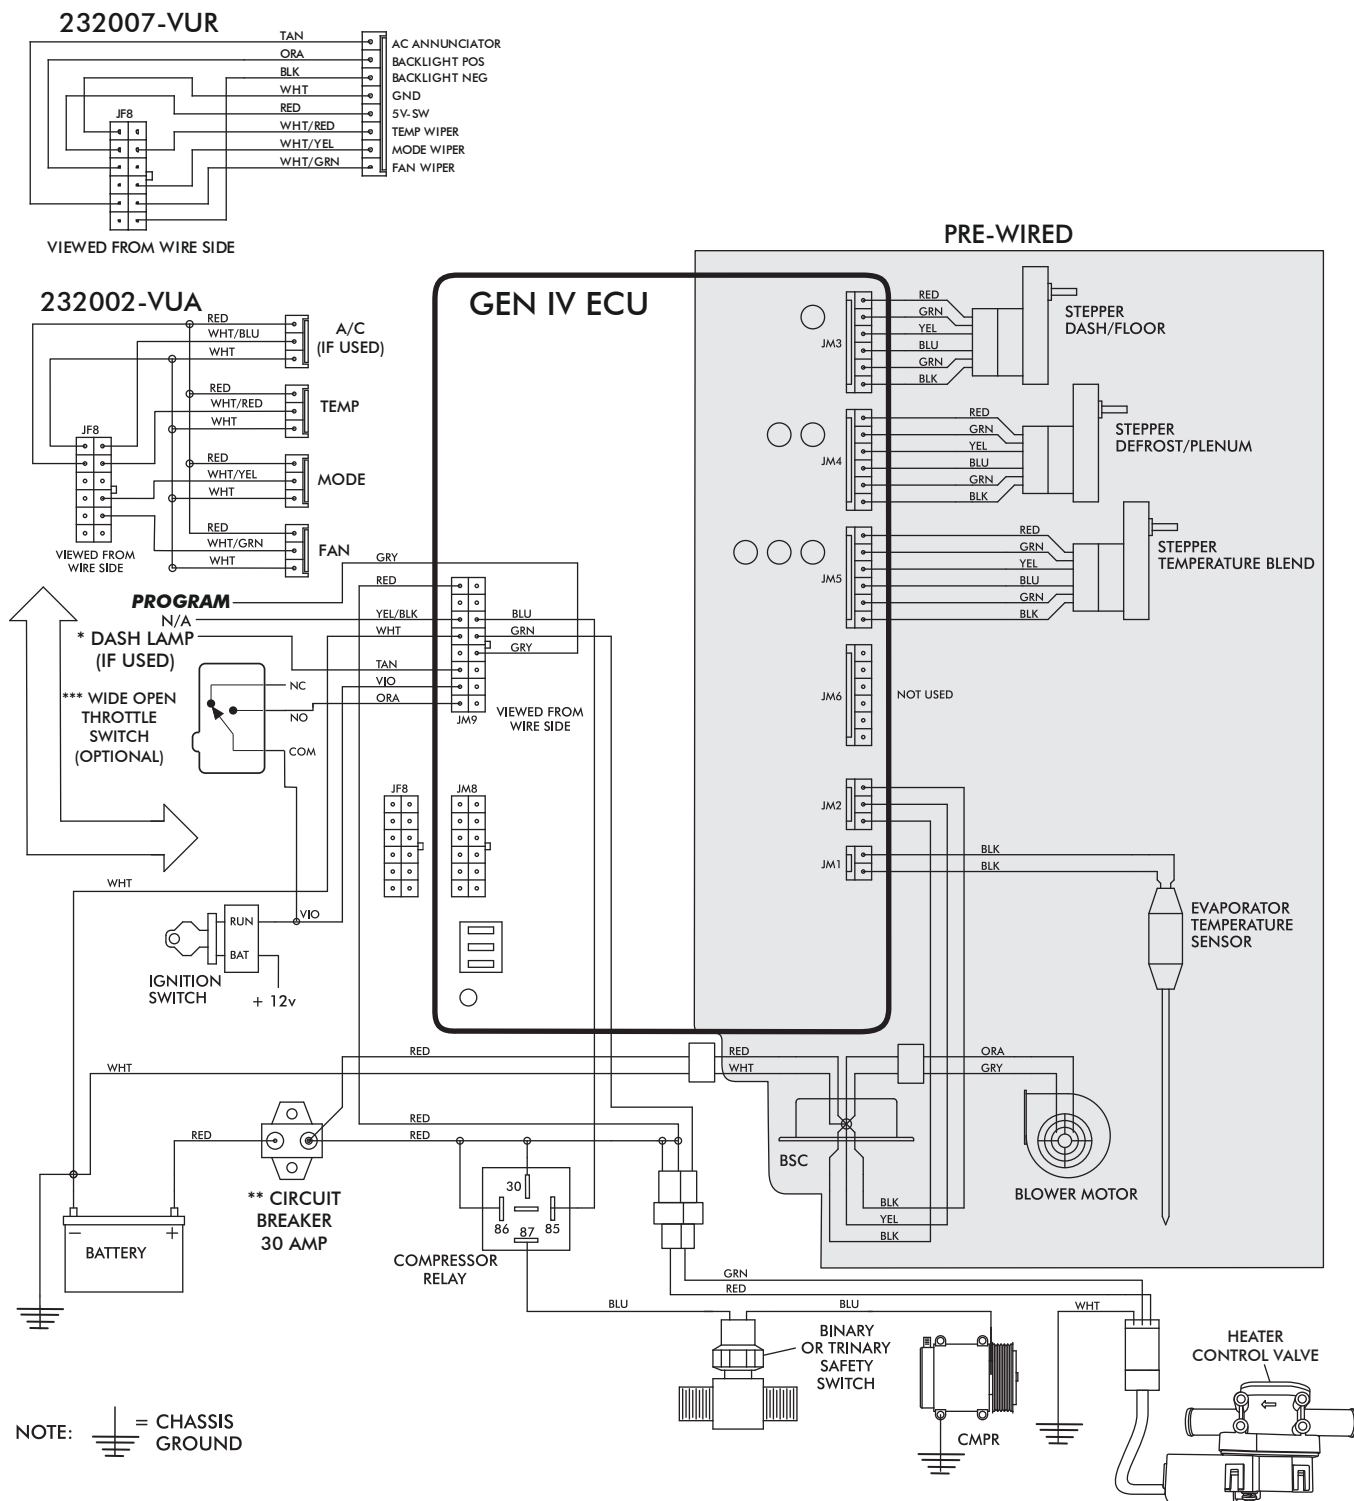 232007-VUR
TAN
AC ANNUNCIATOR
ORA
BACKLIGHT POS
BLK
BACKLIGHT NEG
WHT
GND
RED
5V-SW
WHT/RED
TEMP WIPER
WHT/YEL
MODE WIPER
WHT/GRN
FAN WIPER
JF8
VIEWED FROM WIRE SIDE
232002-VUA
RED
WHT/BLU
WHT
A/C
(IF USED)
RED
WHT/RED
WHT
TEMP
JF8
RED
WHT/YEL
WHT
MODE
RED
WHT/GRN
WHT
FAN
VIEWED FROM
WIRE SIDE
PRE-WIRED
GEN IV ECU
JM3
RED
GRN
YEL
BLU
GRN
BLK
STEPPER
DASH/FLOOR
JM4
RED
GRN
YEL
BLU
GRN
BLK
STEPPER
DEFROST/PLENUM
JM5
RED
GRN
YEL
BLU
GRN
BLK
STEPPER
TEMPERATURE BLEND
JM6
NOT USED
JM2
JM1
BLK
BLK
EVAPORATOR
TEMPERATURE
SENSOR
GRY
RED
PROGRAM
N/A
YEL/BLK
WHT
* DASH LAMP
(IF USED)
TAN
VIO
ORA
BLU
GRN
GRY
JM9
VIEWED FROM
WIRE SIDE
*** WIDE OPEN
THROTTLE
SWITCH
(OPTIONAL)
NC
NO
COM
JF8
JM8
WHT
VIO
RUN
BAT
IGNITION
SWITCH
+ 12v
RED
WHT
RED
WHT
ORA
GRY
BSC
BLOWER MOTOR
BLK
YEL
BLK
RED
RED
RED
** CIRCUIT
BREAKER
30 AMP
BATTERY
−
+
30
86
87
85
COMPRESSOR
RELAY
GRN
RED
BLU
BLU
WHT
BINARY
OR TRINARY
SAFETY
SWITCH
CMPR
HEATER
CONTROL VALVE
NOTE:
= CHASSIS
GROUND